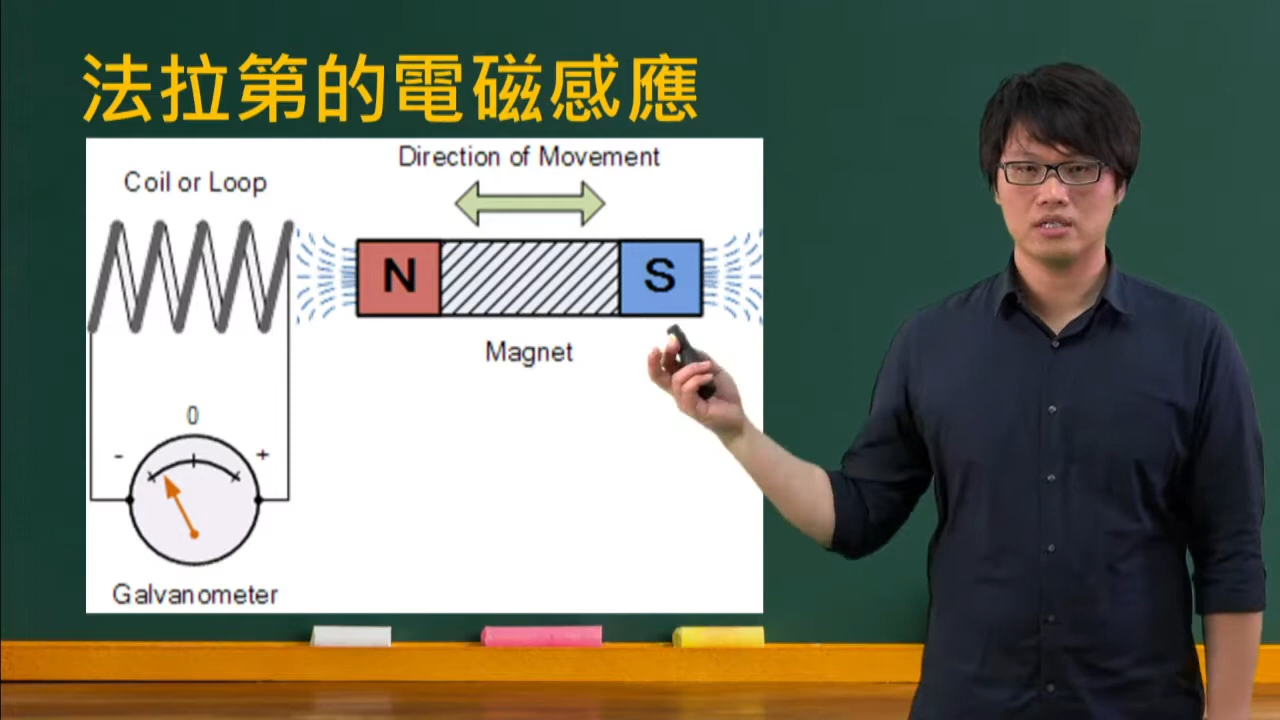 法拉第的電磁感應
Direction of Movement
Coil or Loop
N
S
Magnet
0
- +
Galvanometer